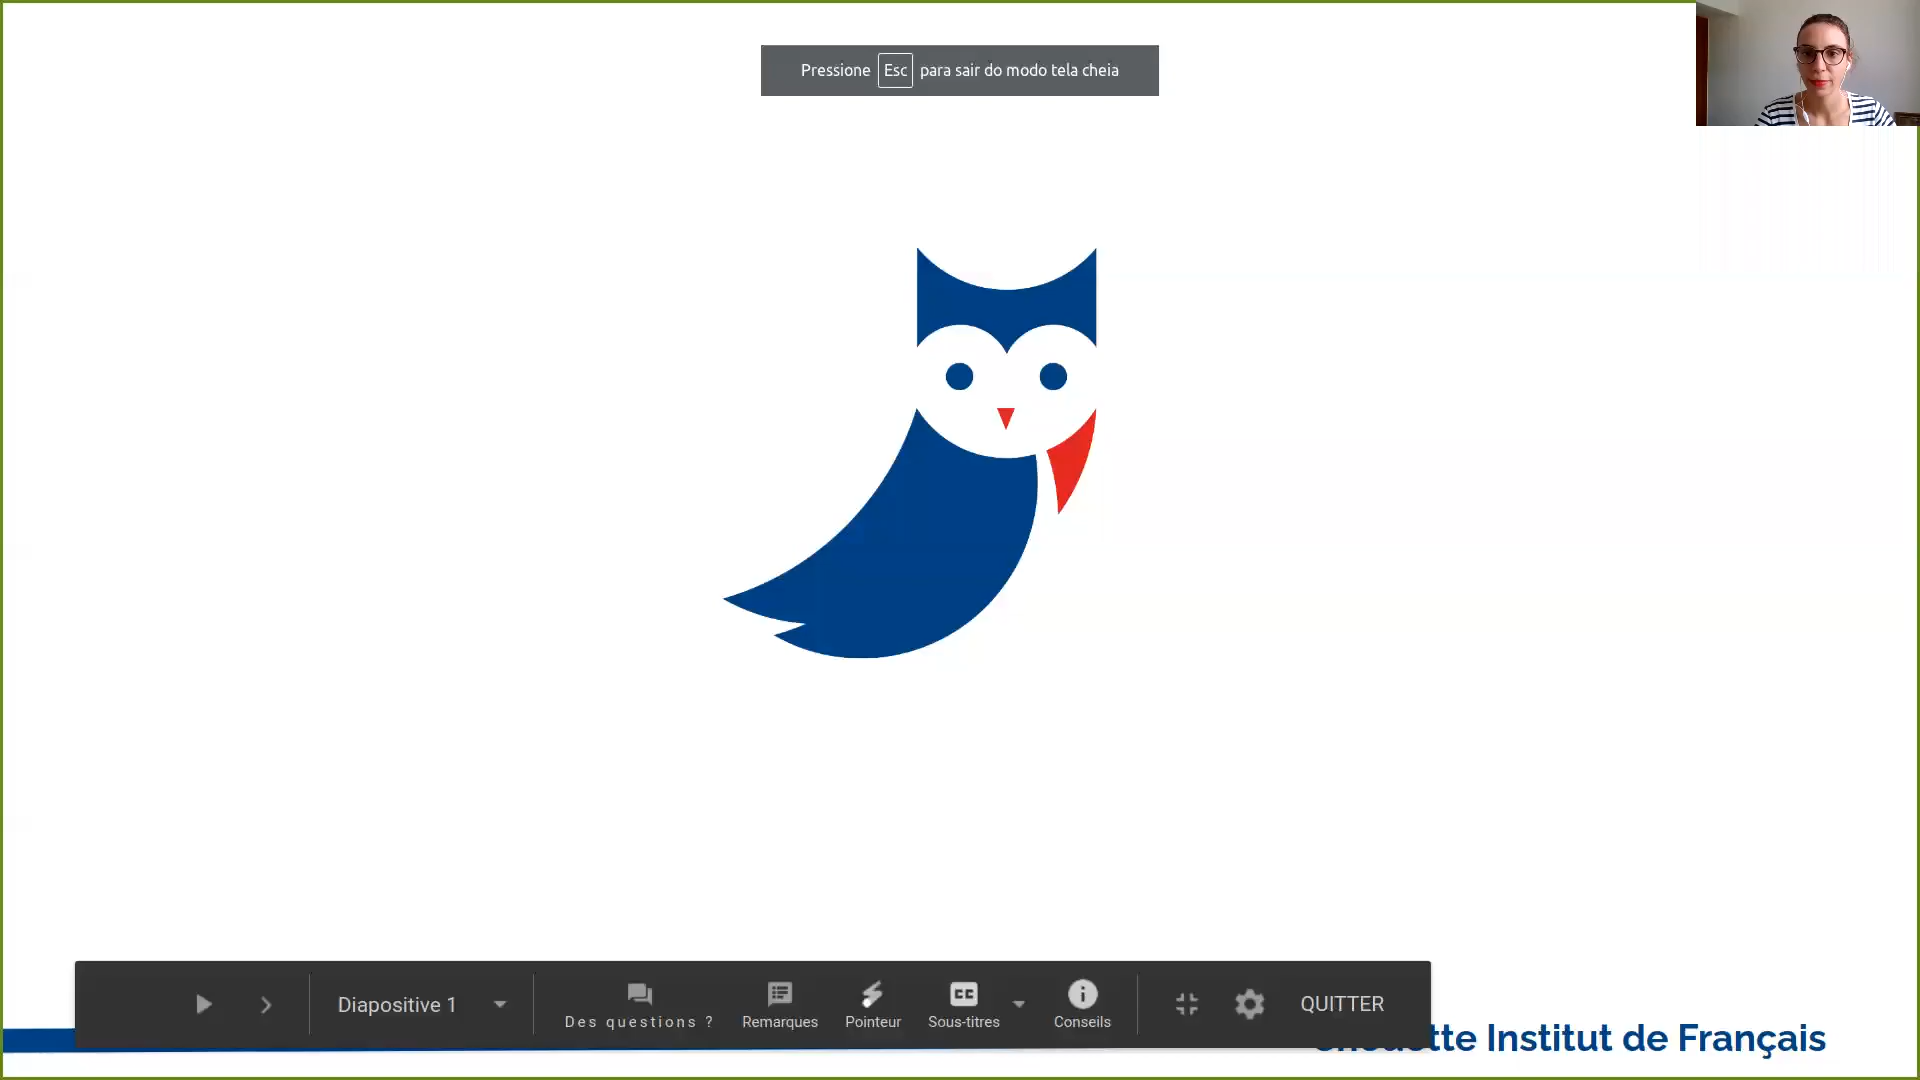 Pressione Esc para sair do modo tela cheia
Diapositive 1
Des questions ?
Remarques
Pointeur
Sous-titres
Conseils
QUITTER
Institut de Français